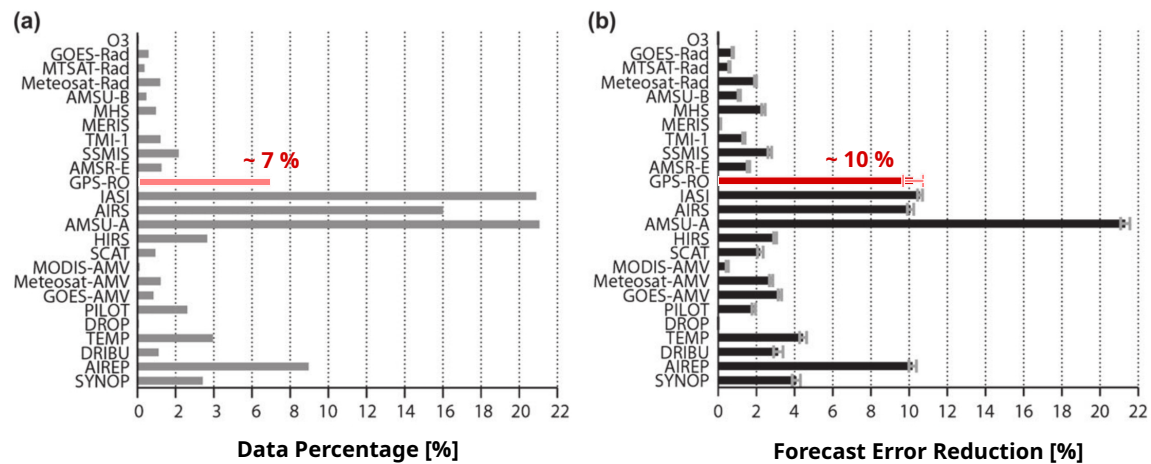 (a)
O3
GOES-Rad
MTSAT-Rad
Meteosat-Rad
AMSU-B
MHS
MERIS
TMI-1
SSMIS
AMSR-E
GPS-RO
IASI
AIRS
AMSU-A
HIRS
SCAT
MODIS-AMV
Meteosat-AMV
GOES-AMV
PILOT
DROP
TEMP
DRIBU
AIREP
SYNOP
~ 7 %
0 2 3 6 8 10 12 14 16 18 20 22
Data Percentage [%]
(b)
O3
GOES-Rad
MTSAT-Rad
Meteosat-Rad
AMSU-B
MHS
MERIS
TMI-1
SSMIS
AMSR-E
GPS-RO
IASI
AIRS
AMSU-A
HIRS
SCAT
MODIS-AMV
Meteosat-AMV
GOES-AMV
PILOT
DROP
TEMP
DRIBU
AIREP
SYNOP
~ 10 %
0 2 4 6 8 10 12 14 16 18 20 22
Forecast Error Reduction [%]